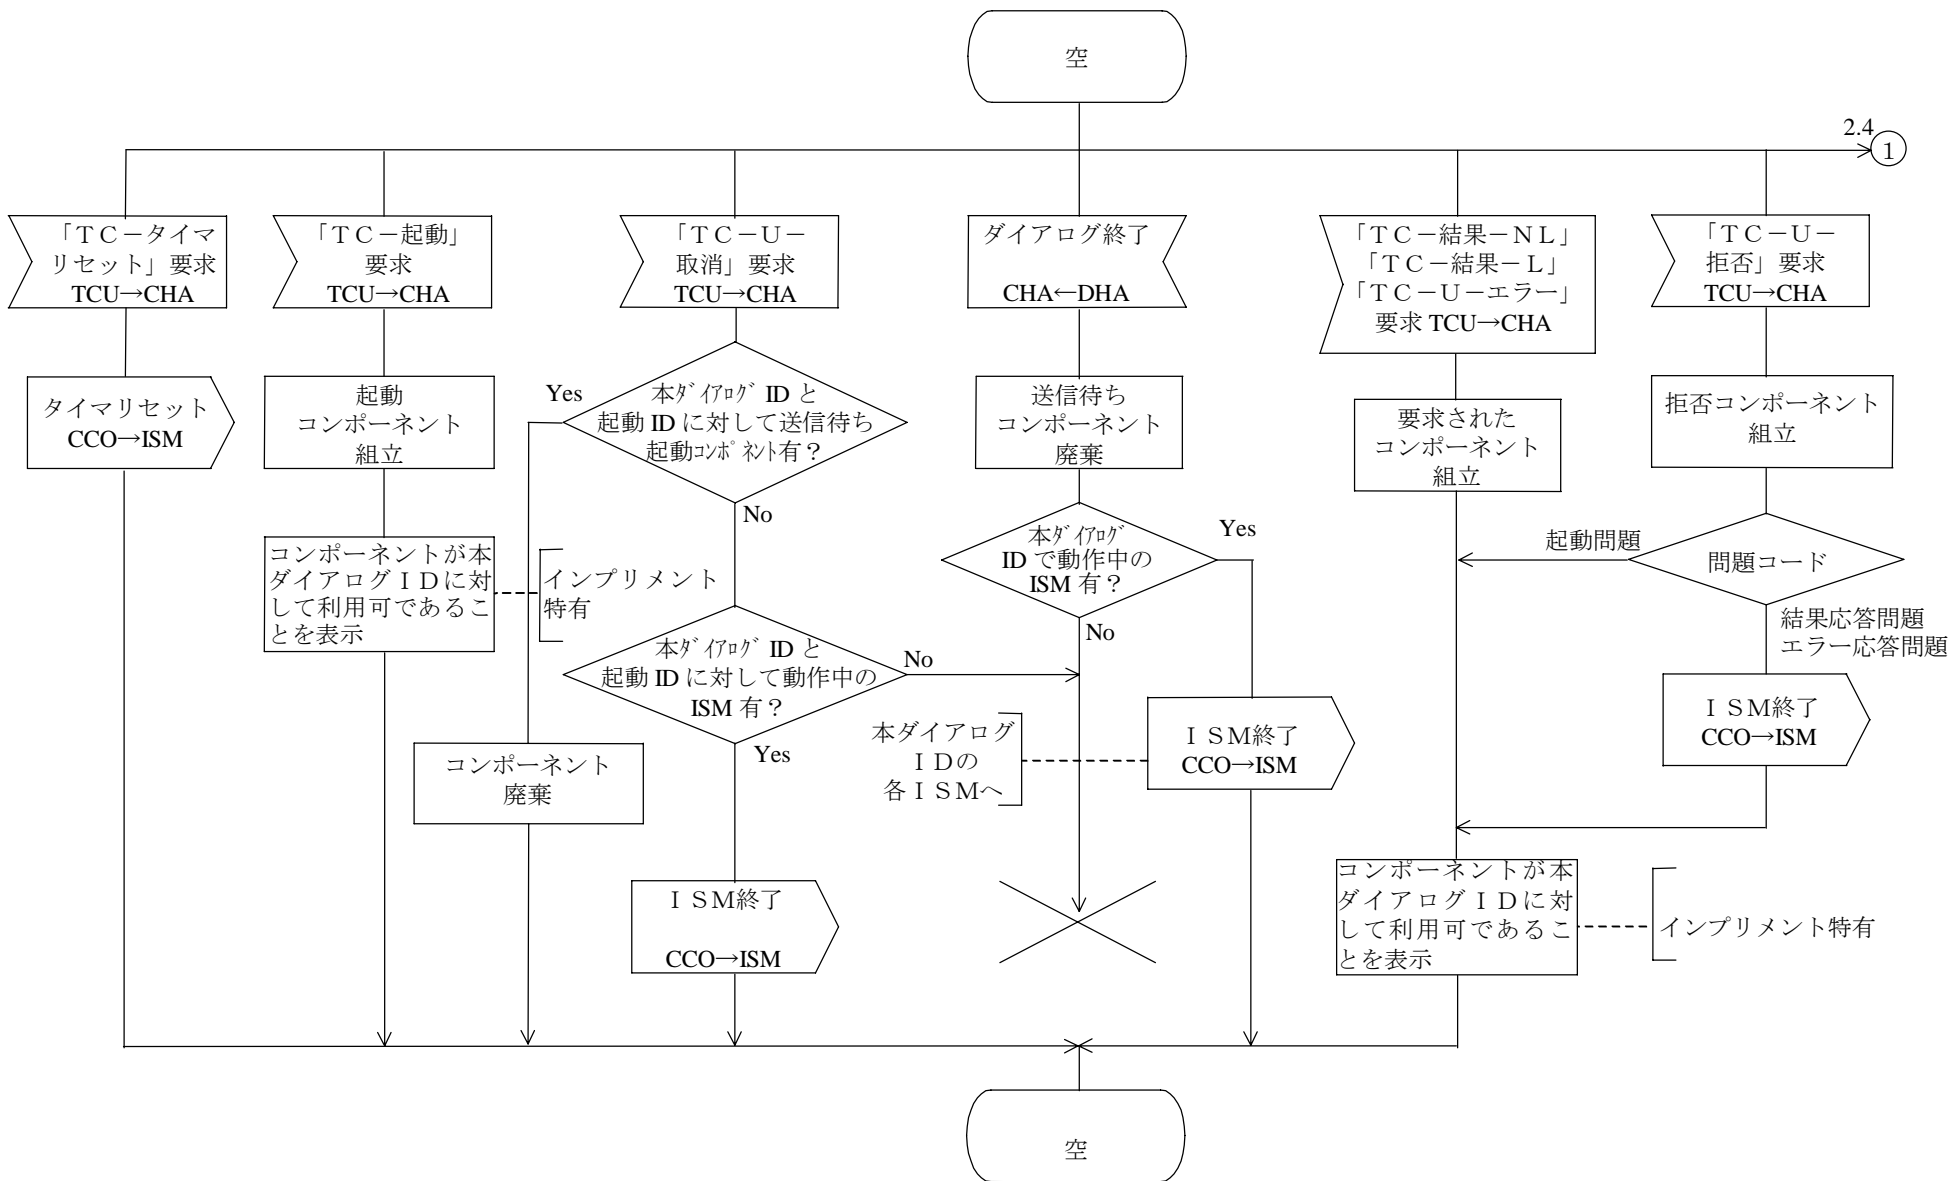 空
2.4
1
「TC－タイマ
リセット」要求
TCU→CHA
「TC－起動」
要求
TCU→CHA
「TC－U－
取消」要求
TCU→CHA
ダイアログ終了
CHA←DHA
「TC－結果－NL」
「TC－結果－L」
「TC－U－エラー」
要求 TCU→CHA
「TC－U－
拒否」要求
TCU→CHA
タイマリセット
CCO→ISM
起動
コンポーネント
組立
Yes
本ﾀﾞｲｱﾛｸﾞ ID と
起動 ID に対して送信待ち
起動ｺﾝﾎﾟﾈﾝﾄ有？
No
送信待ち
コンポーネント
廃棄
要求された
コンポーネント
組立
拒否コンポーネント
組立
コンポーネントが本
ダイアログＩＤに対
して利用可であるこ
とを表示
インプリメント
特有
本ﾀﾞｲｱﾛｸﾞ
ID で動作中の
ISM 有？
Yes
No
起動問題
問題コード
結果応答問題
エラー応答問題
本ﾀﾞｲｱﾛｸﾞ ID と
起動 ID に対して動作中の
ISM 有？
No
Yes
コンポーネント
廃棄
本ダイアログ
ＩＤの
各ＩＳＭへ
ＩＳＭ終了
CCO→ISM
ＩＳＭ終了
CCO→ISM
ＩＳＭ終了
CCO→ISM
コンポーネントが本
ダイアログＩＤに対
して利用可であるこ
とを表示
インプリメント特有
空